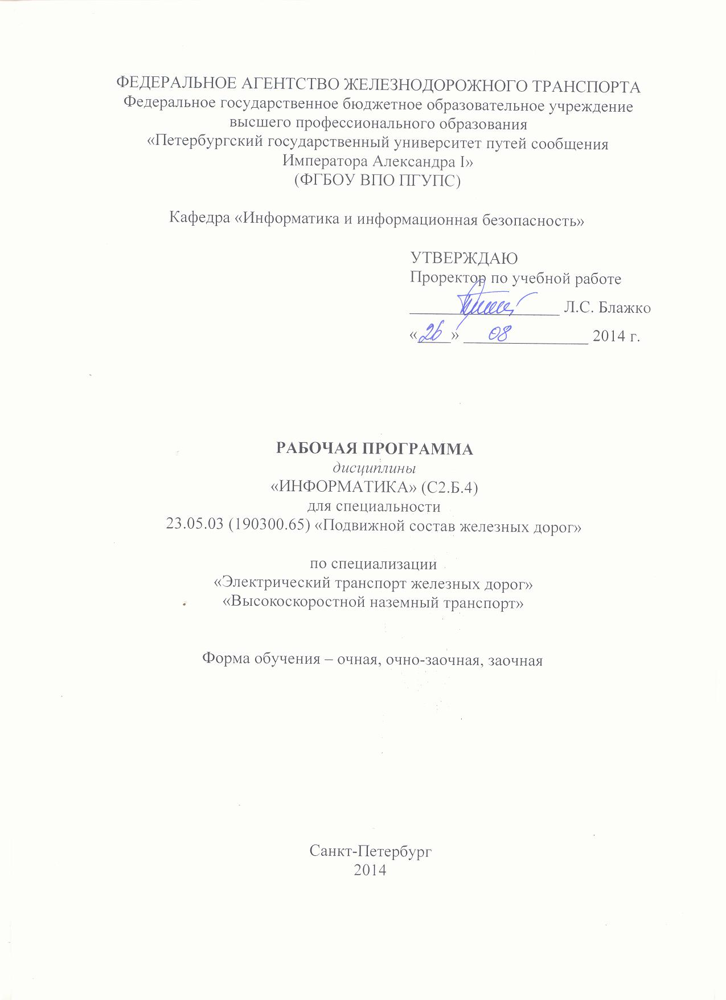 ФЕДЕРАЛЬНОЕ АГЕНТСТВО ЖЕЛЕЗНОДОРОЖНОГО ТРАНСПОРТА
Федеральное государственное бюджетное образовательное учреждение
высшего профессионального образования
«Петербургский государственный университет путей сообщения
Императора Александра I»
(ФГБОУ ВПО ПГУПС)
Кафедра «Информатика и информационная безопасность»
УТВЕРЖДАЮ
Проректор по учебной работе
Л.С. Блажко
«26» 08 2014 г.
РАБОЧАЯ ПРОГРАММА
дисциплины
«ИНФОРМАТИКА» (С2.Б.4)
для специальности
23.05.03 (190300.65) «Подвижной состав железных дорог»
по специализации
«Электрический транспорт железных дорог»
«Высокоскоростной наземный транспорт»
Форма обучения – очная, очно-заочная, заочная
Санкт-Петербург
2014